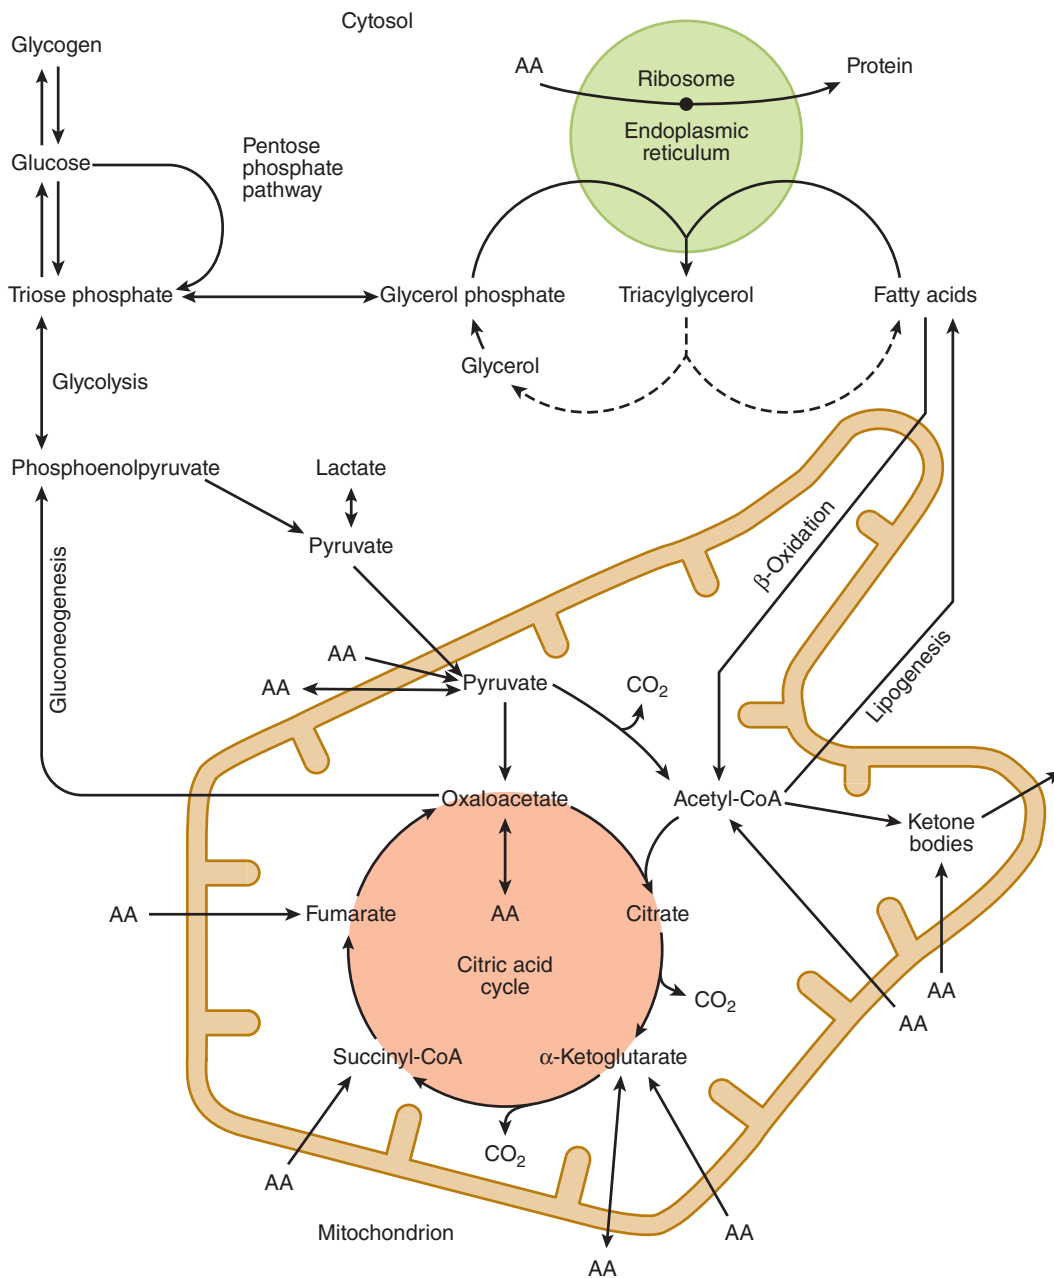 Cytosol
Glycogen
AA
Ribosome
Protein
Endoplasmic
reticulum
Pentose
phosphate
pathway
Glucose
Triose phosphate
Glycerol phosphate
Triacylglycerol
Fatty acids
Glycerol
Glycolysis
Phosphoenolpyruvate
Lactate
Pyruvate
β-Oxidation
Gluconeogenesis
Lipogenesis
AA
AA
Pyruvate
CO2
Oxaloacetate
Acetyl-CoA
Ketone
bodies
AA
Fumarate
AA
Citrate
Citric acid
cycle
CO2
AA
AA
Succinyl-CoA
α-Ketoglutarate
CO2
AA
AA
Mitochondrion
AA